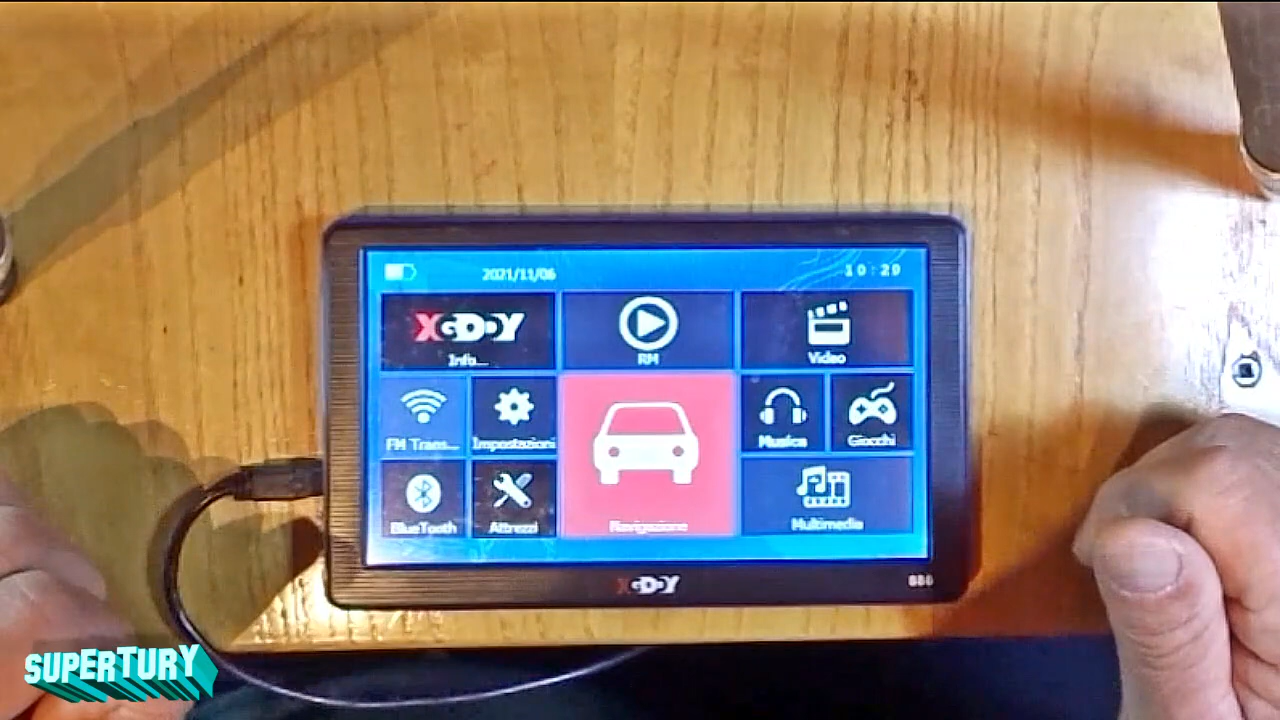 2021/11/06
10:20
XGODY
Info...
RM
Video
FM Trans...
Impostazioni
Musica
Giochi
BlueTooth
Attrezzi
Navigazione
Multimedia
XGODY
886
SUPERTURY